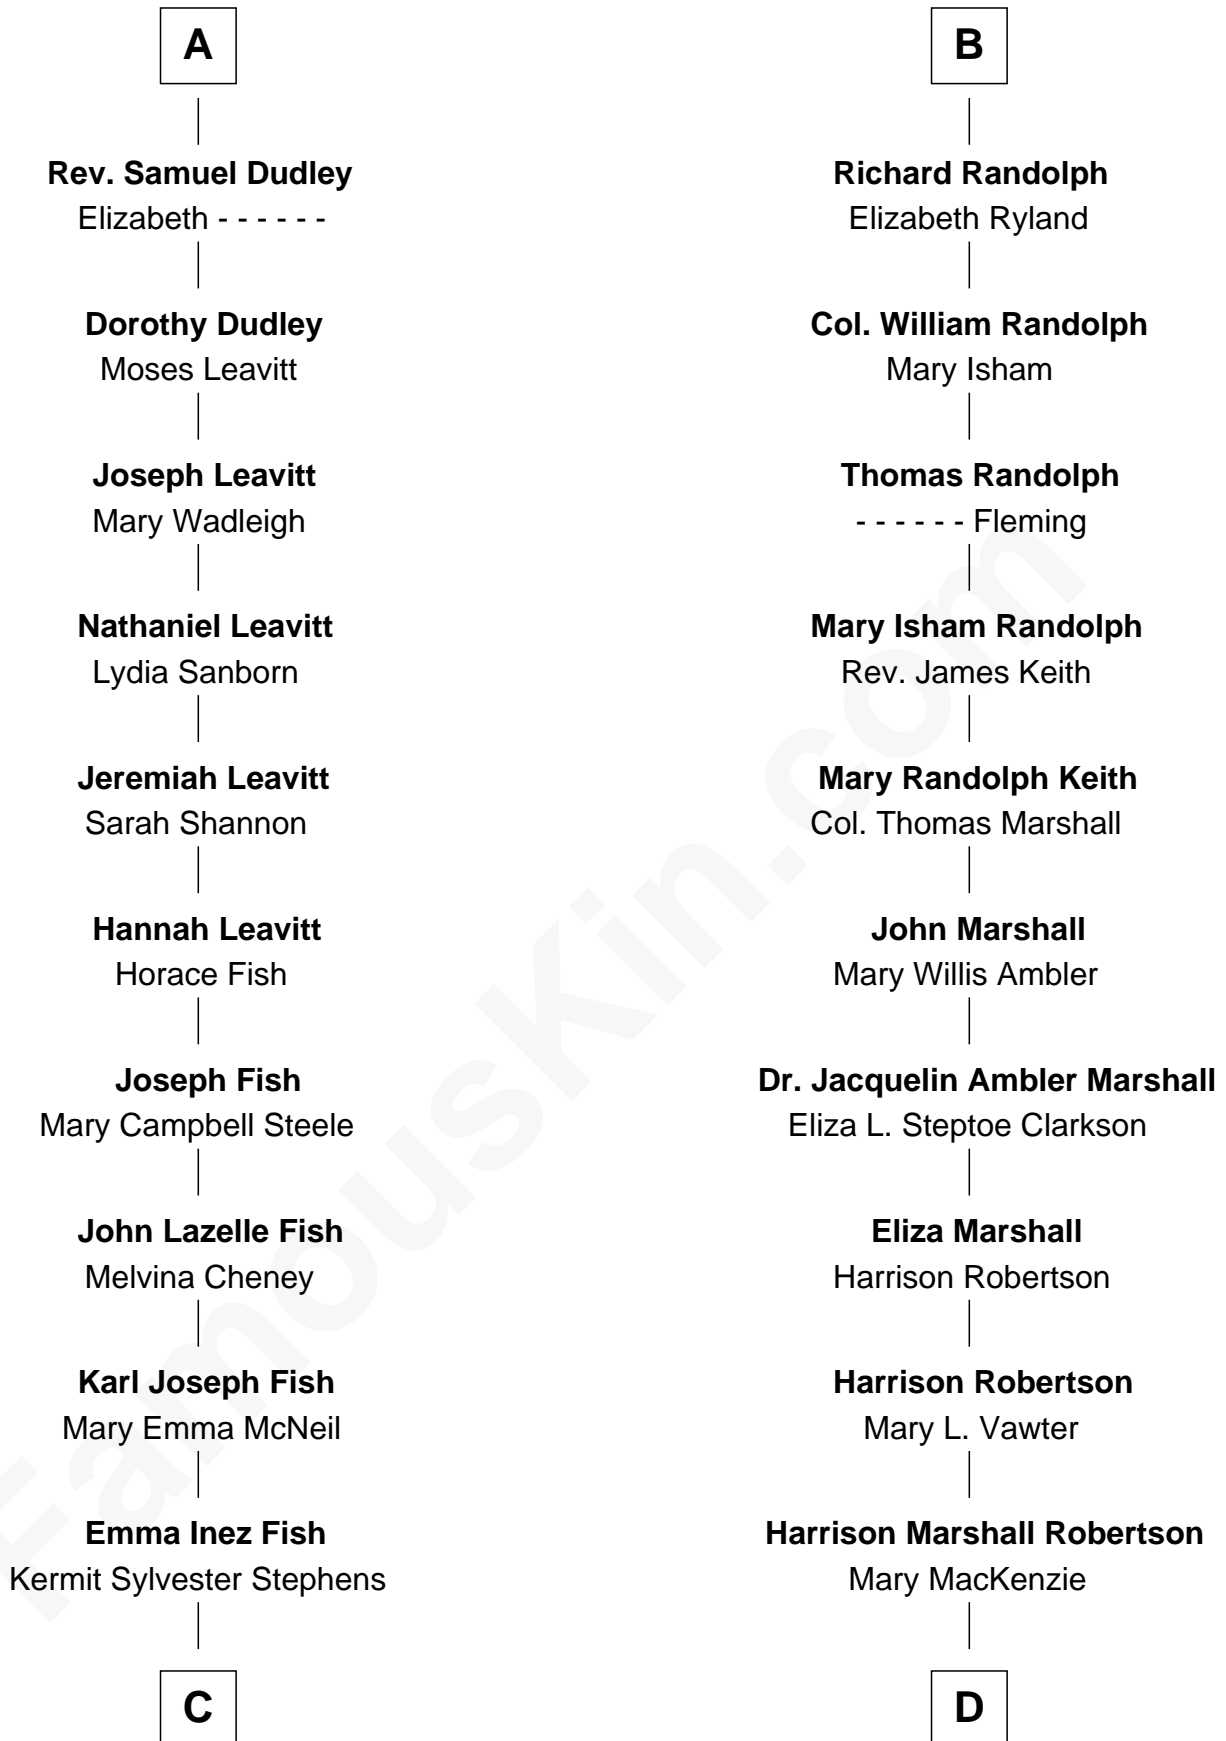 A
Rev. Samuel Dudley
Elizabeth - - - - - -
Dorothy Dudley
Moses Leavitt
Joseph Leavitt
Mary Wadleigh
Nathaniel Leavitt
Lydia Sanborn
Jeremiah Leavitt
Sarah Shannon
Hannah Leavitt
Horace Fish
Joseph Fish
Mary Campbell Steele
John Lazelle Fish
Melvina Cheney
Karl Joseph Fish
Mary Emma McNeil
Emma Inez Fish
Kermit Sylvester Stephens
C
B
Richard Randolph
Elizabeth Ryland
Col. William Randolph
Mary Isham
Thomas Randolph
- - - - - - Fleming
Mary Isham Randolph
Rev. James Keith
Mary Randolph Keith
Col. Thomas Marshall
John Marshall
Mary Willis Ambler
Dr. Jacquelin Ambler Marshall
Eliza L. Steptoe Clarkson
Eliza Marshall
Harrison Robertson
Harrison Robertson
Mary L. Vawter
Harrison Marshall Robertson
Mary MacKenzie
D
FamousKin.com